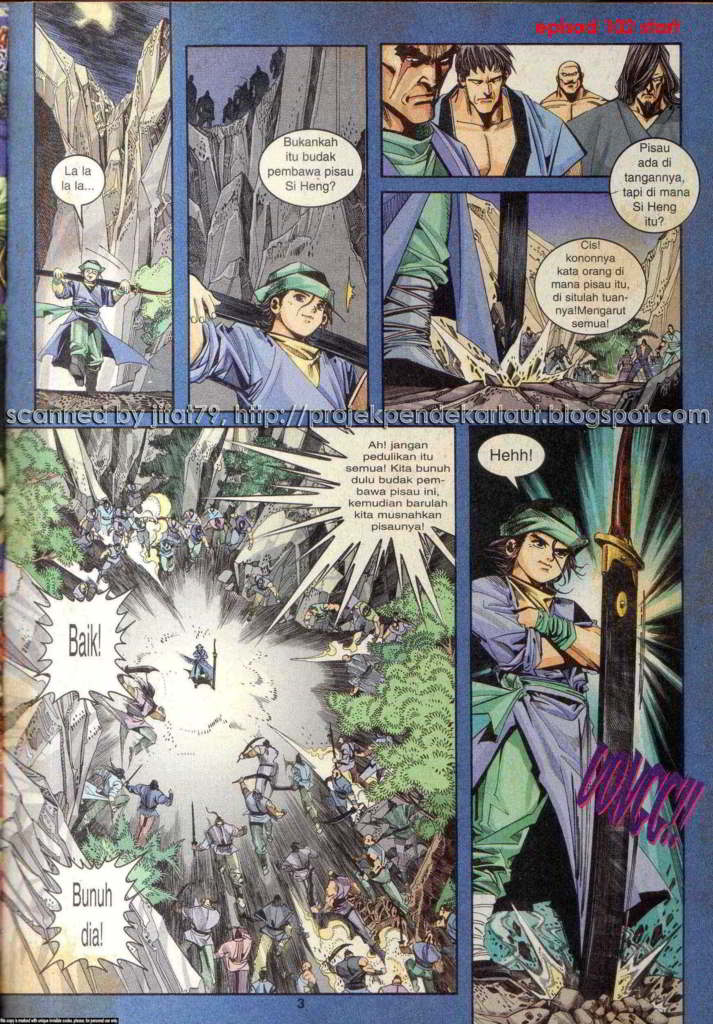 episod 102 start
La la
la la...
Bukankah
itu budak
pembawa pisau
Si Heng?
Pisau
ada di
tangannya,
tapi di mana
Si Heng
itu?
Cis!
kononnya
kata orang di
mana pisau itu,
di situlah tuan-
nya!Mengarut
semua!
scanned by jifat79, http://projekpendekarlaut.blogspot.com
Ah! jangan
pedulikan itu
semua! Kita bunuh
dulu budak pem-
bawa pisau ini,
kemudian barulah
kita musnahkan
pisaunya!
Baik!
Bunuh
dia!
Hehh!
3